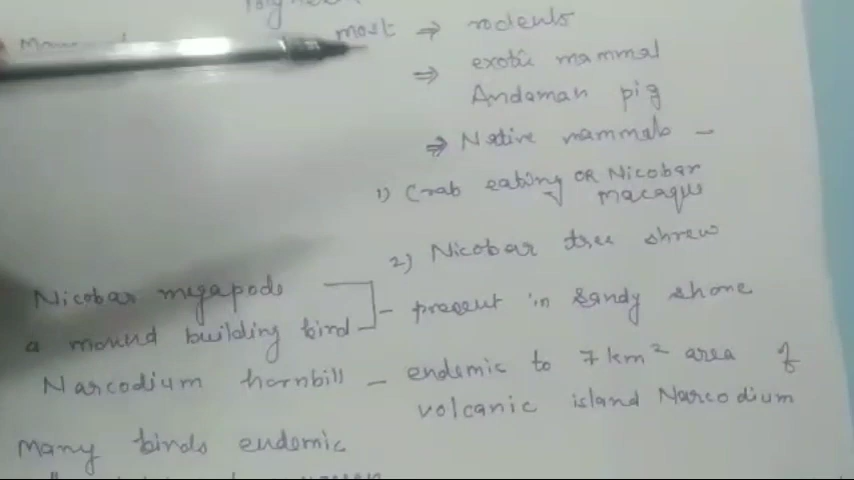 most ⇒ rodents
⇒ exotic mammal
Andaman pig
⇒ Native mammals -
1) Crab eating OR Nicobar macaque
2) Nicobar tree shrew
Nicobar megapode
a mound building bird - present in sandy shore
Narcodium hornbill - endemic to 7 km² area of
volcanic island Narcodium
Many birds endemic